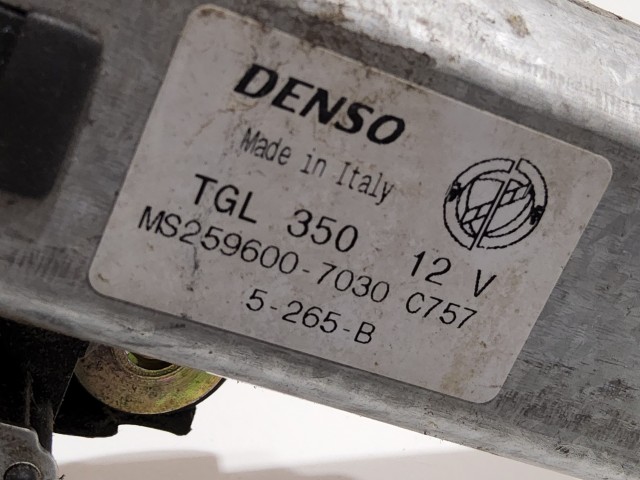 DENSO
Made in Italy
TGL 350 12 V
MS259600-7030 C757
5-265-B